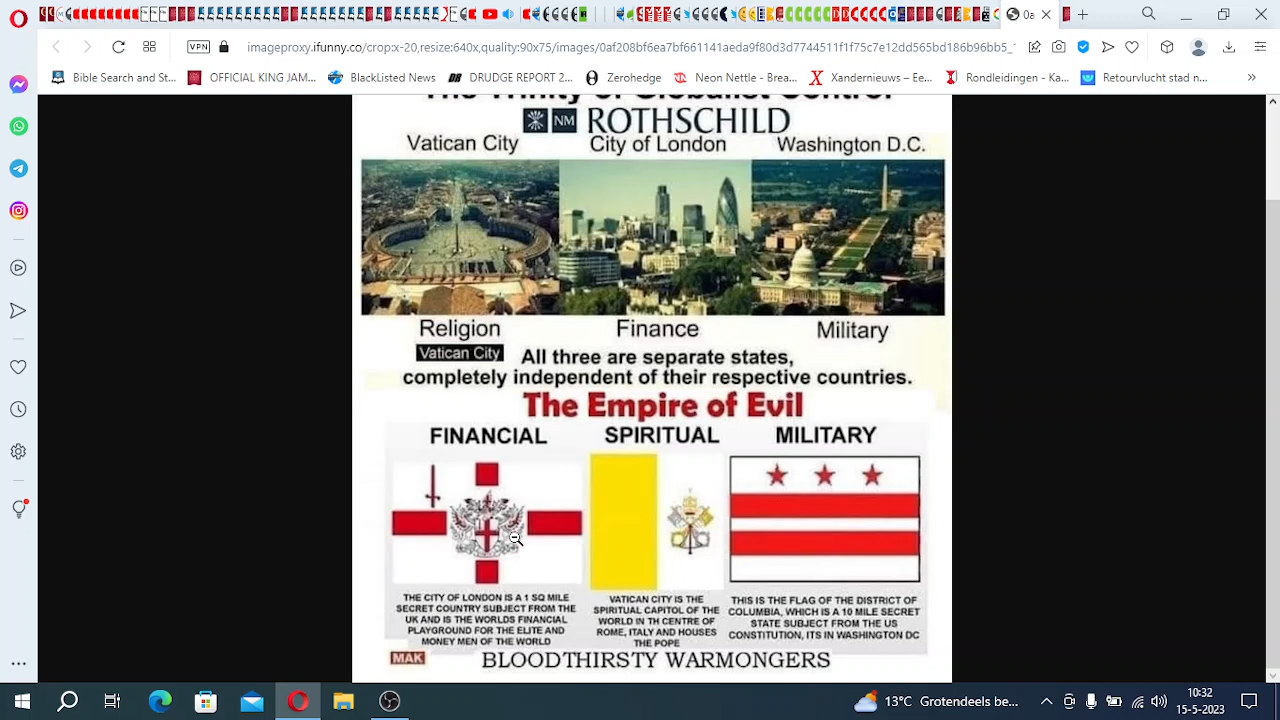 VPN
imageproxy.ifunny.co/crop:x-20,resize:640x,quality:90x75/images/0af208bf6ea7bf661141aeda9f80d3d7744511f1f75c7e12dd565bd186b96bb5_
Bible Search and St... OFFICIAL KING JAM... BlackListed News DRUDGE REPORT 2... Zerohedge Neon Nettle - Brea... Xandernieuws – Ee... Rondleidingen - Ka... Retourvlucht stad n...
The Trinity of Globalist Control
NM ROTHSCHILD
Vatican City City of London Washington D.C.
Religion Finance Military
Vatican City All three are separate states,
completely independent of their respective countries.
The Empire of Evil
FINANCIAL SPIRITUAL MILITARY
THE CITY OF LONDON IS A 1 SQ MILE
SECRET COUNTRY SUBJECT FROM THE
UK AND IS THE WORLDS FINANCIAL
PLAYGROUND FOR THE ELITE AND
MONEY MEN OF THE WORLD
VATICAN CITY IS THE
SPIRITUAL CAPITOL OF THE
WORLD IN TH CENTRE OF
ROME, ITALY AND HOUSES
THE POPE
THIS IS THE FLAG OF THE DISTRICT OF
COLUMBIA, WHICH IS A 10 MILE SECRET
STATE SUBJECT FROM THE US
CONSTITUTION, ITS IN WASHINGTON DC
MAK BLOODTHIRSTY WARMONGERS
13°C Grotendeels be...
10:32
15-5-2023